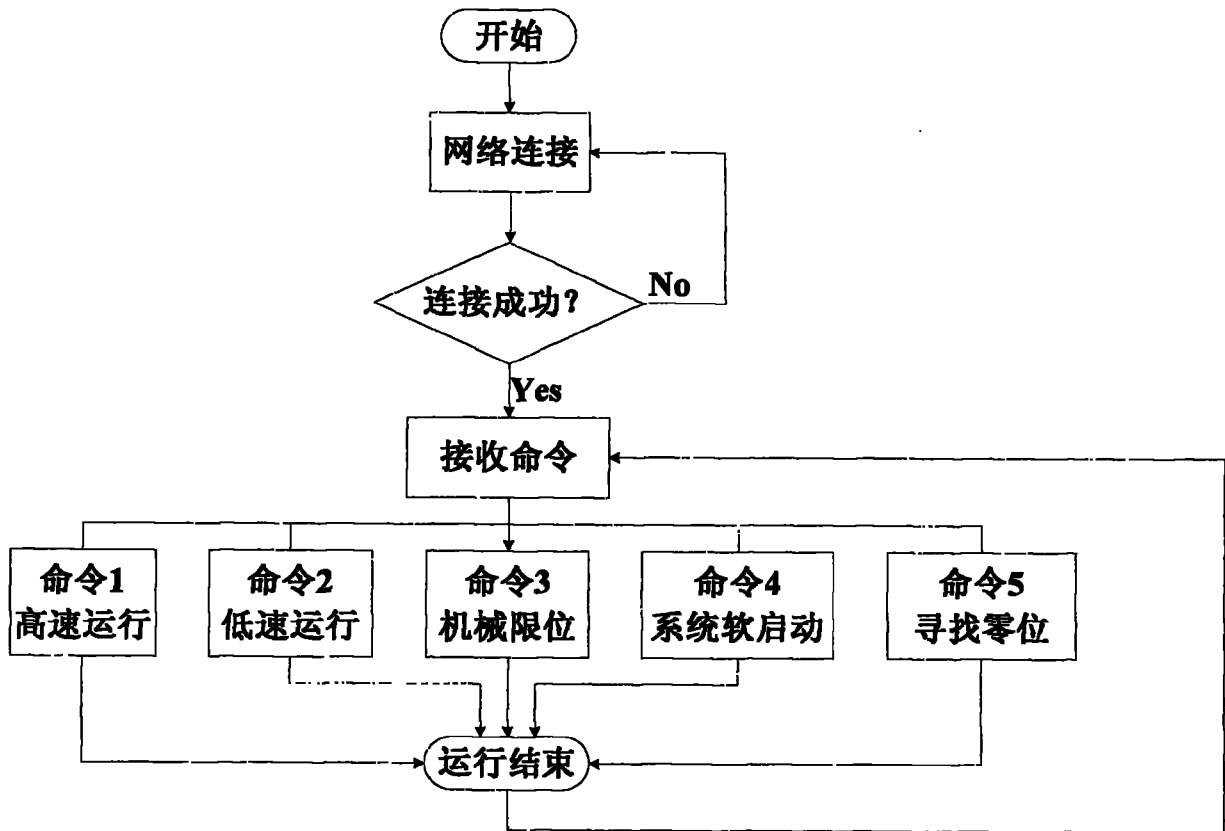 开始
网络连接
连接成功?
No
Yes
接收命令
命令1
高速运行
命令2
低速运行
命令3
机械限位
命令4
系统软启动
命令5
寻找零位
运行结束